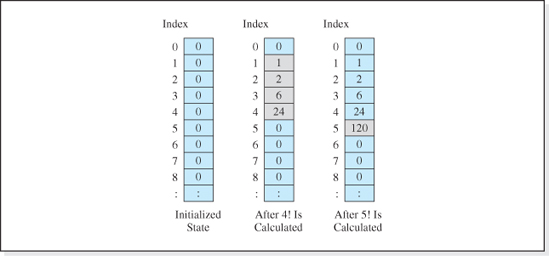 Index Index Index
0 0 0 0 0 0
1 0 1 1 1 1
2 0 2 2 2 2
3 0 3 6 3 6
4 0 4 24 4 24
5 0 5 0 5 120
6 0 6 0 6 0
7 0 7 0 7 0
8 0 8 0 8 0
: : : : : :
Initialized After 4! Is After 5! Is
State Calculated Calculated